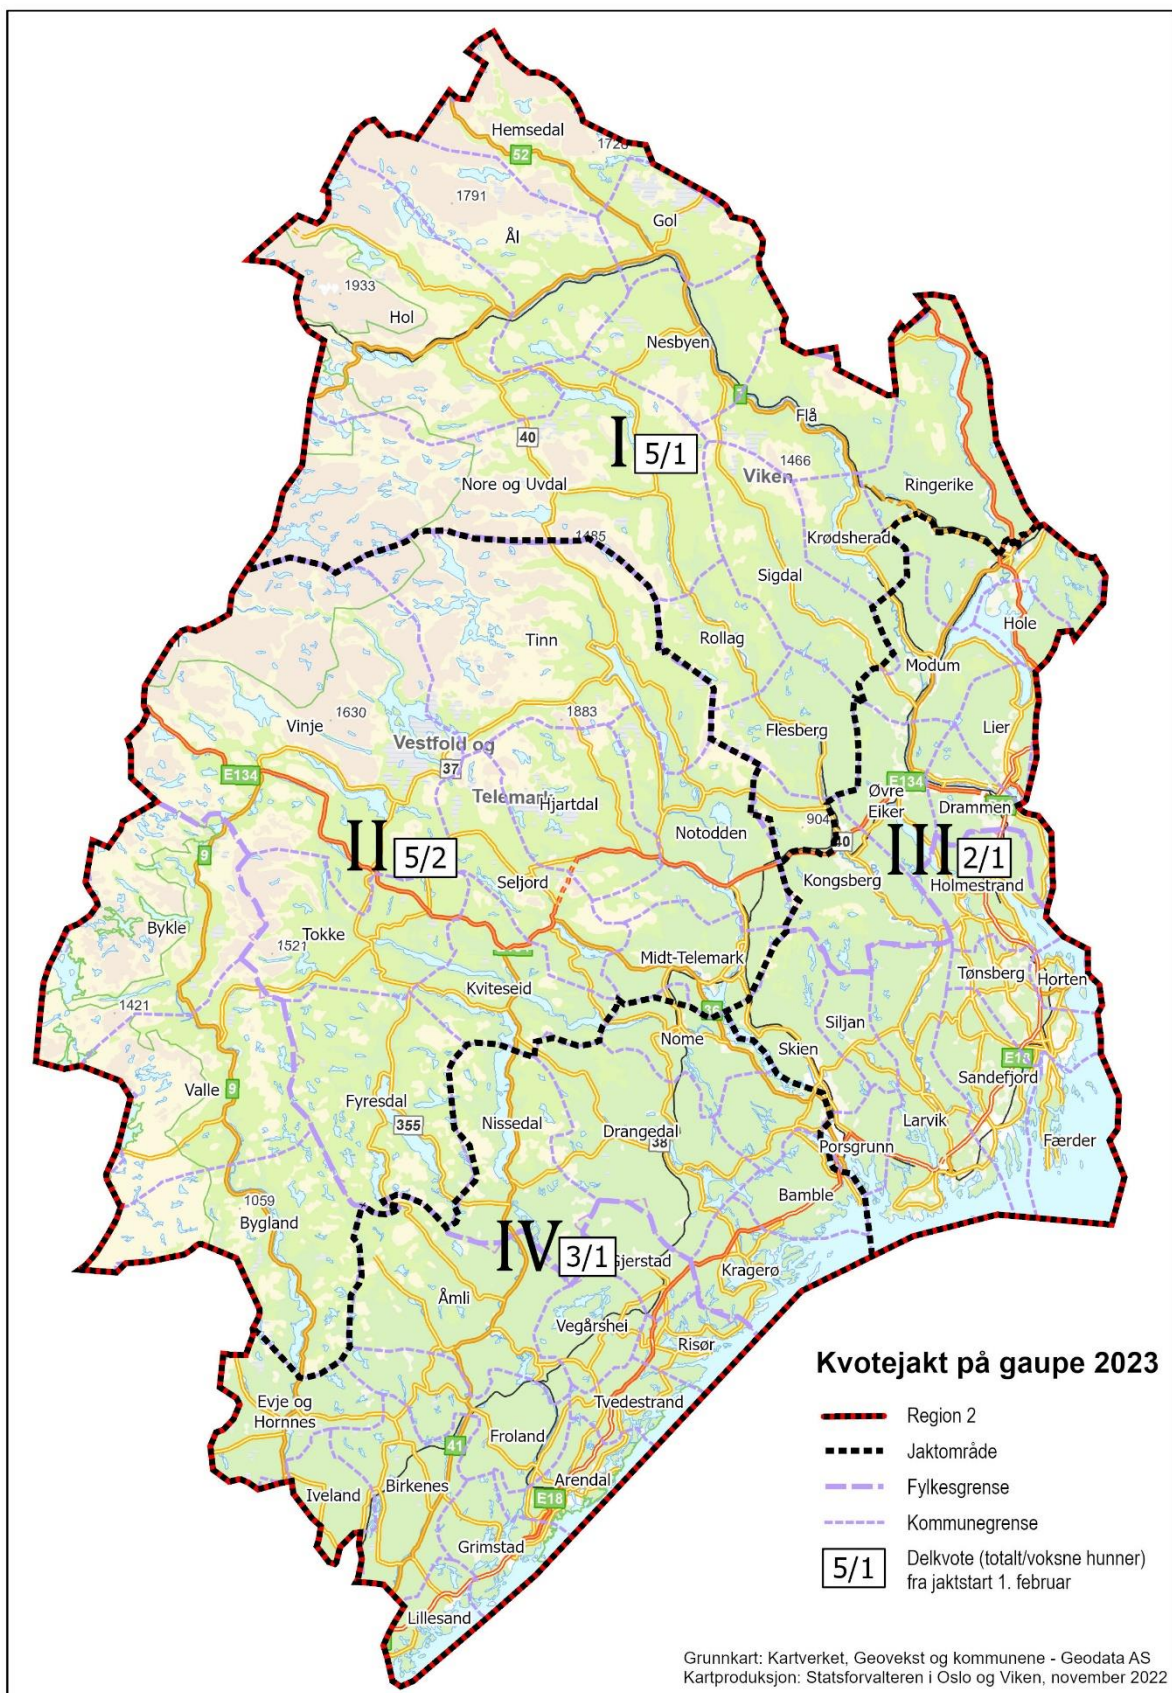 Hemsedal
52
1726
1791
Gol
Ål
1933
Hol
Nesbyen
Flå
I
5/1
40
1466
Viken
Nore og Uvdal
Ringerike
1485
Krødsherad
Sigdal
Hole
Tinn
Rollag
Modum
1630
Vinje
1883
Flesberg
Lier
Vestfold og
37
Telemark
E134
Hjartdal
E134
Øvre
Eiker
Drammen
904
Notodden
40
II
5/2
III
2/1
9
Seljord
Kongsberg
Holmestrand
Bykle
Tokke
1521
Midt-Telemark
Tønsberg
Horten
Kviteseid
1421
36
Siljan
Nome
Skien
E18
Sandefjord
Valle
9
Fyresdal
355
Nissedal
Drangedal
38
Larvik
Færder
Porsgrunn
Bamble
1059
Bygland
IV
3/1
Gjerstad
Kragerø
Åmli
Vegårshei
Risør
Evje og
Hornnes
Tvedestrand
Froland
41
Arendal
Birkenes
Iveland
E18
Grimstad
Lillesand
Kvotejakt på gaupe 2023
Region 2
Jaktområde
Fylkesgrense
Kommunegrense
5/1
Delkvote (totalt/voksne hunner)
fra jaktstart 1. februar
Grunnkart: Kartverket, Geovekst og kommunene - Geodata AS
Kartproduksjon: Statsforvalteren i Oslo og Viken, november 2022